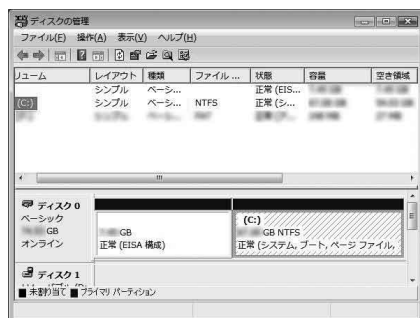 ディスクの管理
ファイル(F) 操作(A) 表示(V) ヘルプ(H)
リューム レイアウト 種類 ファイル ... 状態 容量 空き領域
シンプル ベーシ... 正常 (EIS...
(C:) シンプル ベーシ... NTFS 正常 (シ...
ディスク 0
ベーシック
GB
オンライン
GB
正常 (EISA 構成)
(C:)
GB NTFS
正常 (システム, ブート, ページ ファイル,
ディスク 1
未割り当て プライマリ パーティション